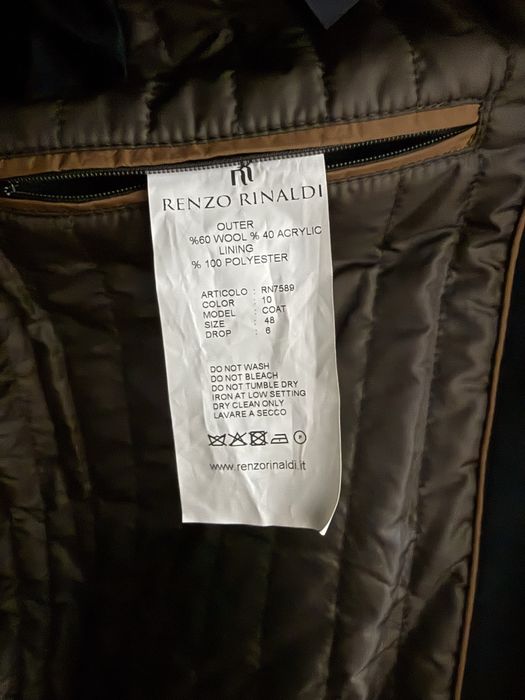 RENZO RINALDI
OUTER
%60 WOOL % 40 ACRYLIC
LINING
% 100 POLYESTER
ARTICOLO : RN7589
COLOR : 10
MODEL : COAT
SIZE : 48
DROP : 6
DO NOT WASH
DO NOT BLEACH
DO NOT TUMBLE DRY
IRON AT LOW SETTING
DRY CLEAN ONLY
LAVARE A SECCO
www.renzorinaldi.it